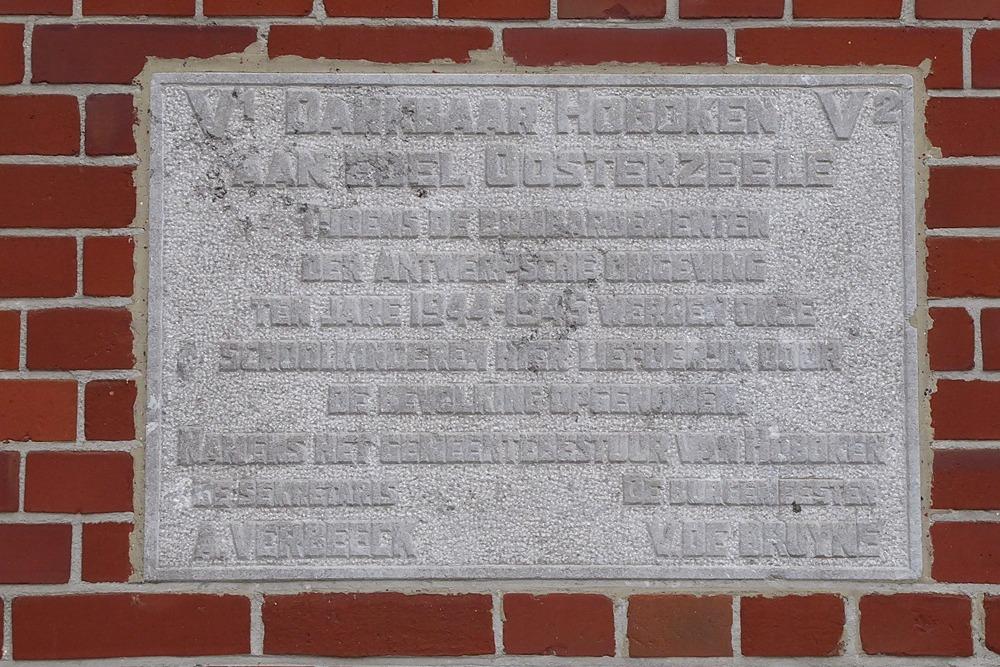 V1 DANKBAAR HOBOKEN V2
AAN EDEL OOSTERZEELE
TIJDENS DE BOMBARDEMENTEN
DER ANTWERPSCHE OMGEVING
TEN JARE 1944-1945 WERDEN ONZE
SCHOOLKINDEREN HIER LIEFDERIJK DOOR
DE BEVOLKING OPGENOMEN
NAMENS HET GEMEENTEBESTUUR VAN HOBOKEN
DE SEKRETARIS DE BURGEMEESTER
A. VERBEECK V. DE BRUYNE